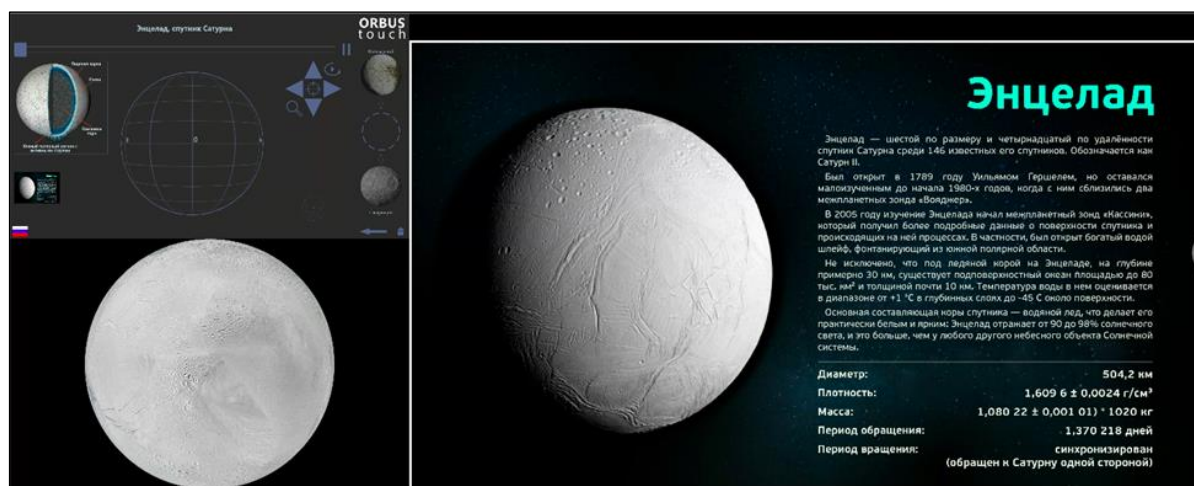 Энцелад, спутник Сатурна
ORBUS
touch
Энцелад
Энцелад — шестой по размеру и четырнадцатый по удалённости
спутник Сатурна среди 146 известных его спутников. Обозначается как
Сатурн II.
Был открыт в 1789 году Уильямом Гершелем, но оставался
малоизученным до начала 1980-х годов, когда с ним сблизились два
межпланетных зонда «Вояджер».
В 2005 году изучение Энцелада начал межпланетный зонд «Кассини»,
который получил более подробные данные о поверхности спутника и
происходящих на ней процессах. В частности, был открыт богатый водой
шлейф, фонтанирующий из южной полярной области.
Не исключено, что под ледяной корой на Энцеладе, на глубине
примерно 30 км, существует подповерхностный океан площадью до 80
тыс. км² и толщиной почти 10 км. Температура воды в нем оценивается
в диапазоне от +1 °C в глубинных слоях до -45 C около поверхности.
Основная составляющая коры спутника — водяной лед, что делает его
практически белым и ярким: Энцелад отражает от 90 до 98% солнечного
света, и это больше, чем у любого другого небесного объекта Солнечной
системы.
Диаметр: 504,2 км
Плотность: 1,609 6 ± 0,0024 г/см³
Масса: 1,080 22 ± 0,001 01) * 1020 кг
Период обращения: 1,370 218 дней
Период вращения: синхронизирован
(обращен к Сатурну одной стороной)